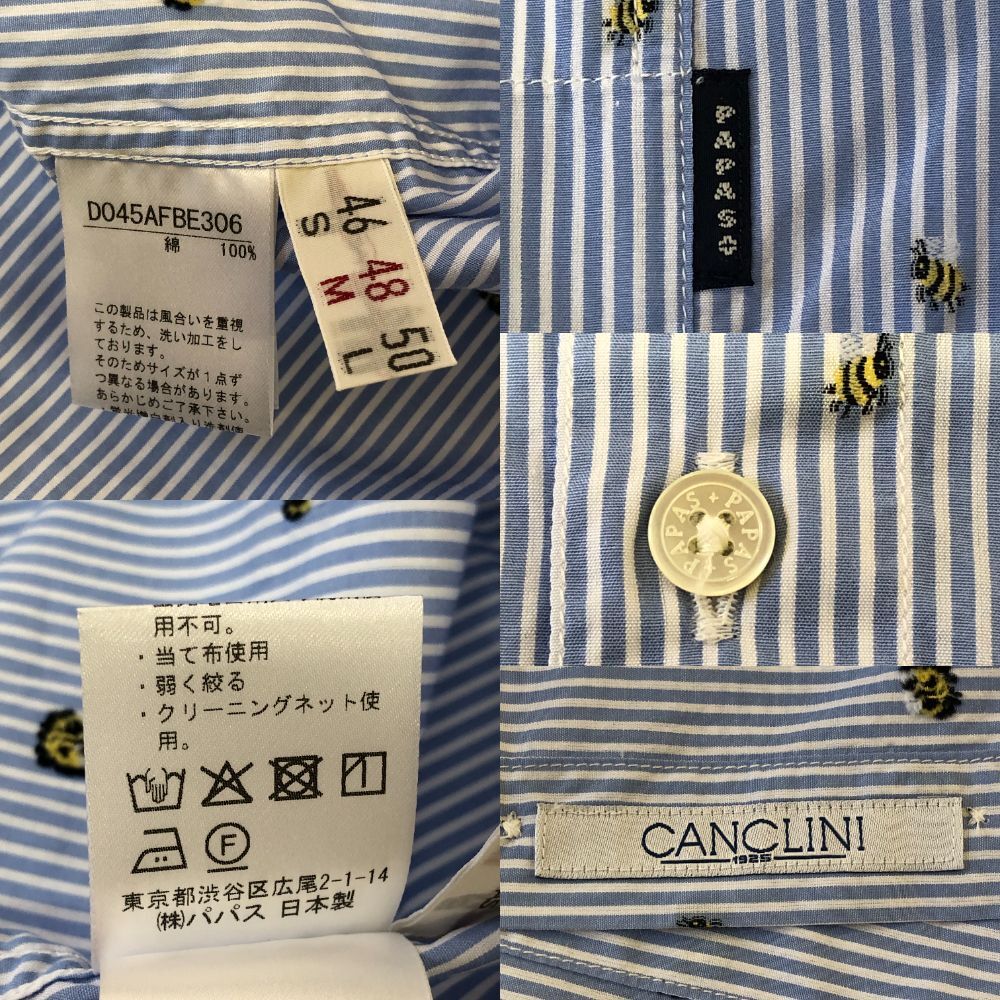 D045AFBE306
綿 100%
この製品は風合いを重視
するため、洗い加工をし
ております。
そのためサイズが１点ず
つ異なる場合があります。
あらかじめご了承下さい。
46 48 50
S M L
PAPAS+
PAPAS+PAPAS+
用不可。
・当て布使用
・弱く絞る
・クリーニングネット使
用。
F
東京都渋谷区広尾2-1-14
㈱パパス 日本製
CANCLINI
1925